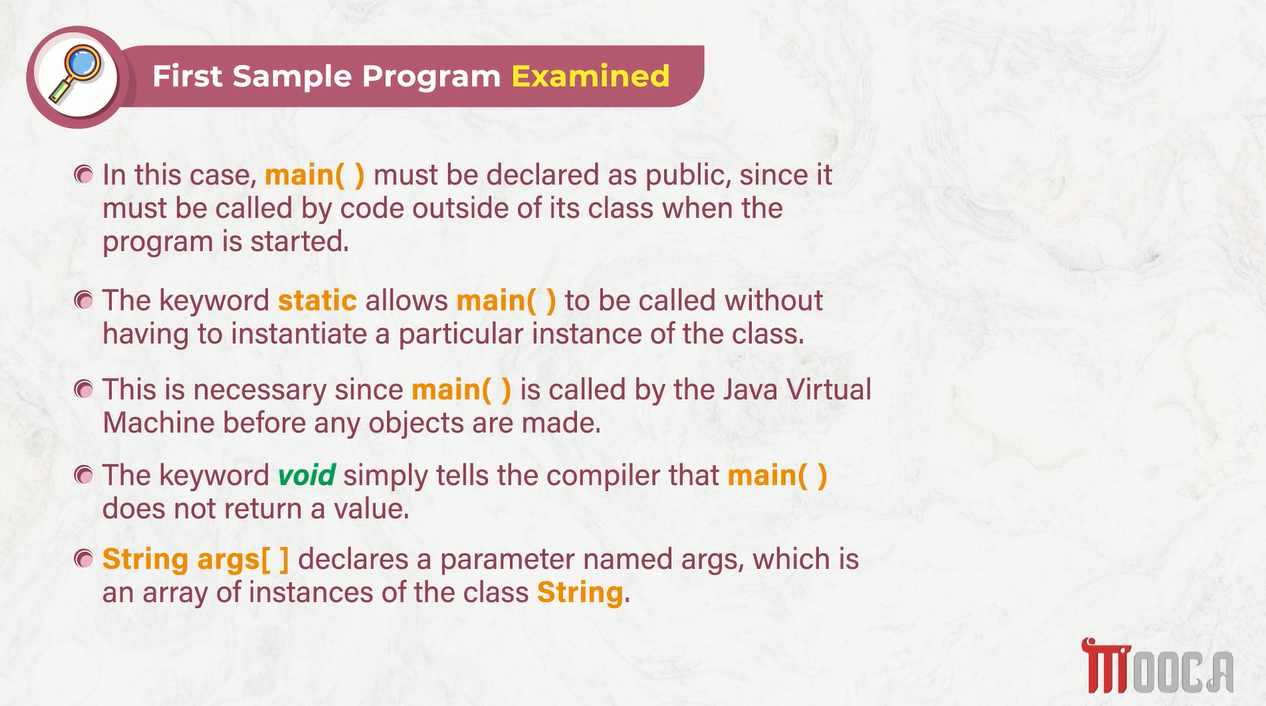 First Sample Program Examined
In this case, main( ) must be declared as public, since it
must be called by code outside of its class when the
program is started.
The keyword static allows main( ) to be called without
having to instantiate a particular instance of the class.
This is necessary since main( ) is called by the Java Virtual
Machine before any objects are made.
The keyword void simply tells the compiler that main( )
does not return a value.
String args[ ] declares a parameter named args, which is
an array of instances of the class String.
MOOCA